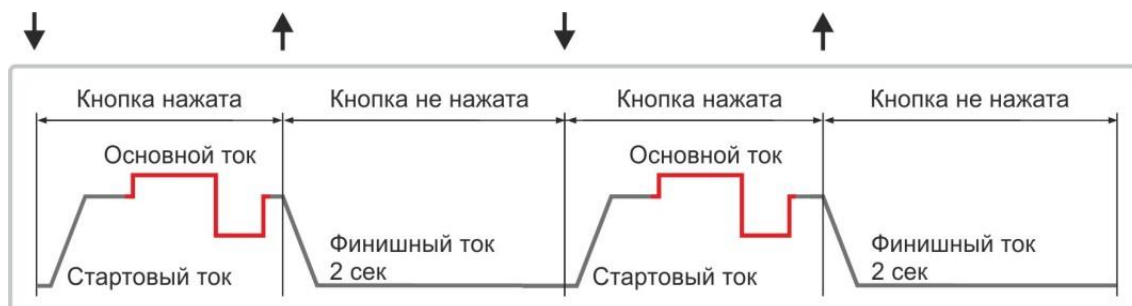 Кнопка нажата
Кнопка не нажата
Кнопка нажата
Кнопка не нажата
Основной ток
Основной ток
Стартовый ток
Финишный ток
2 сек
Стартовый ток
Финишный ток
2 сек